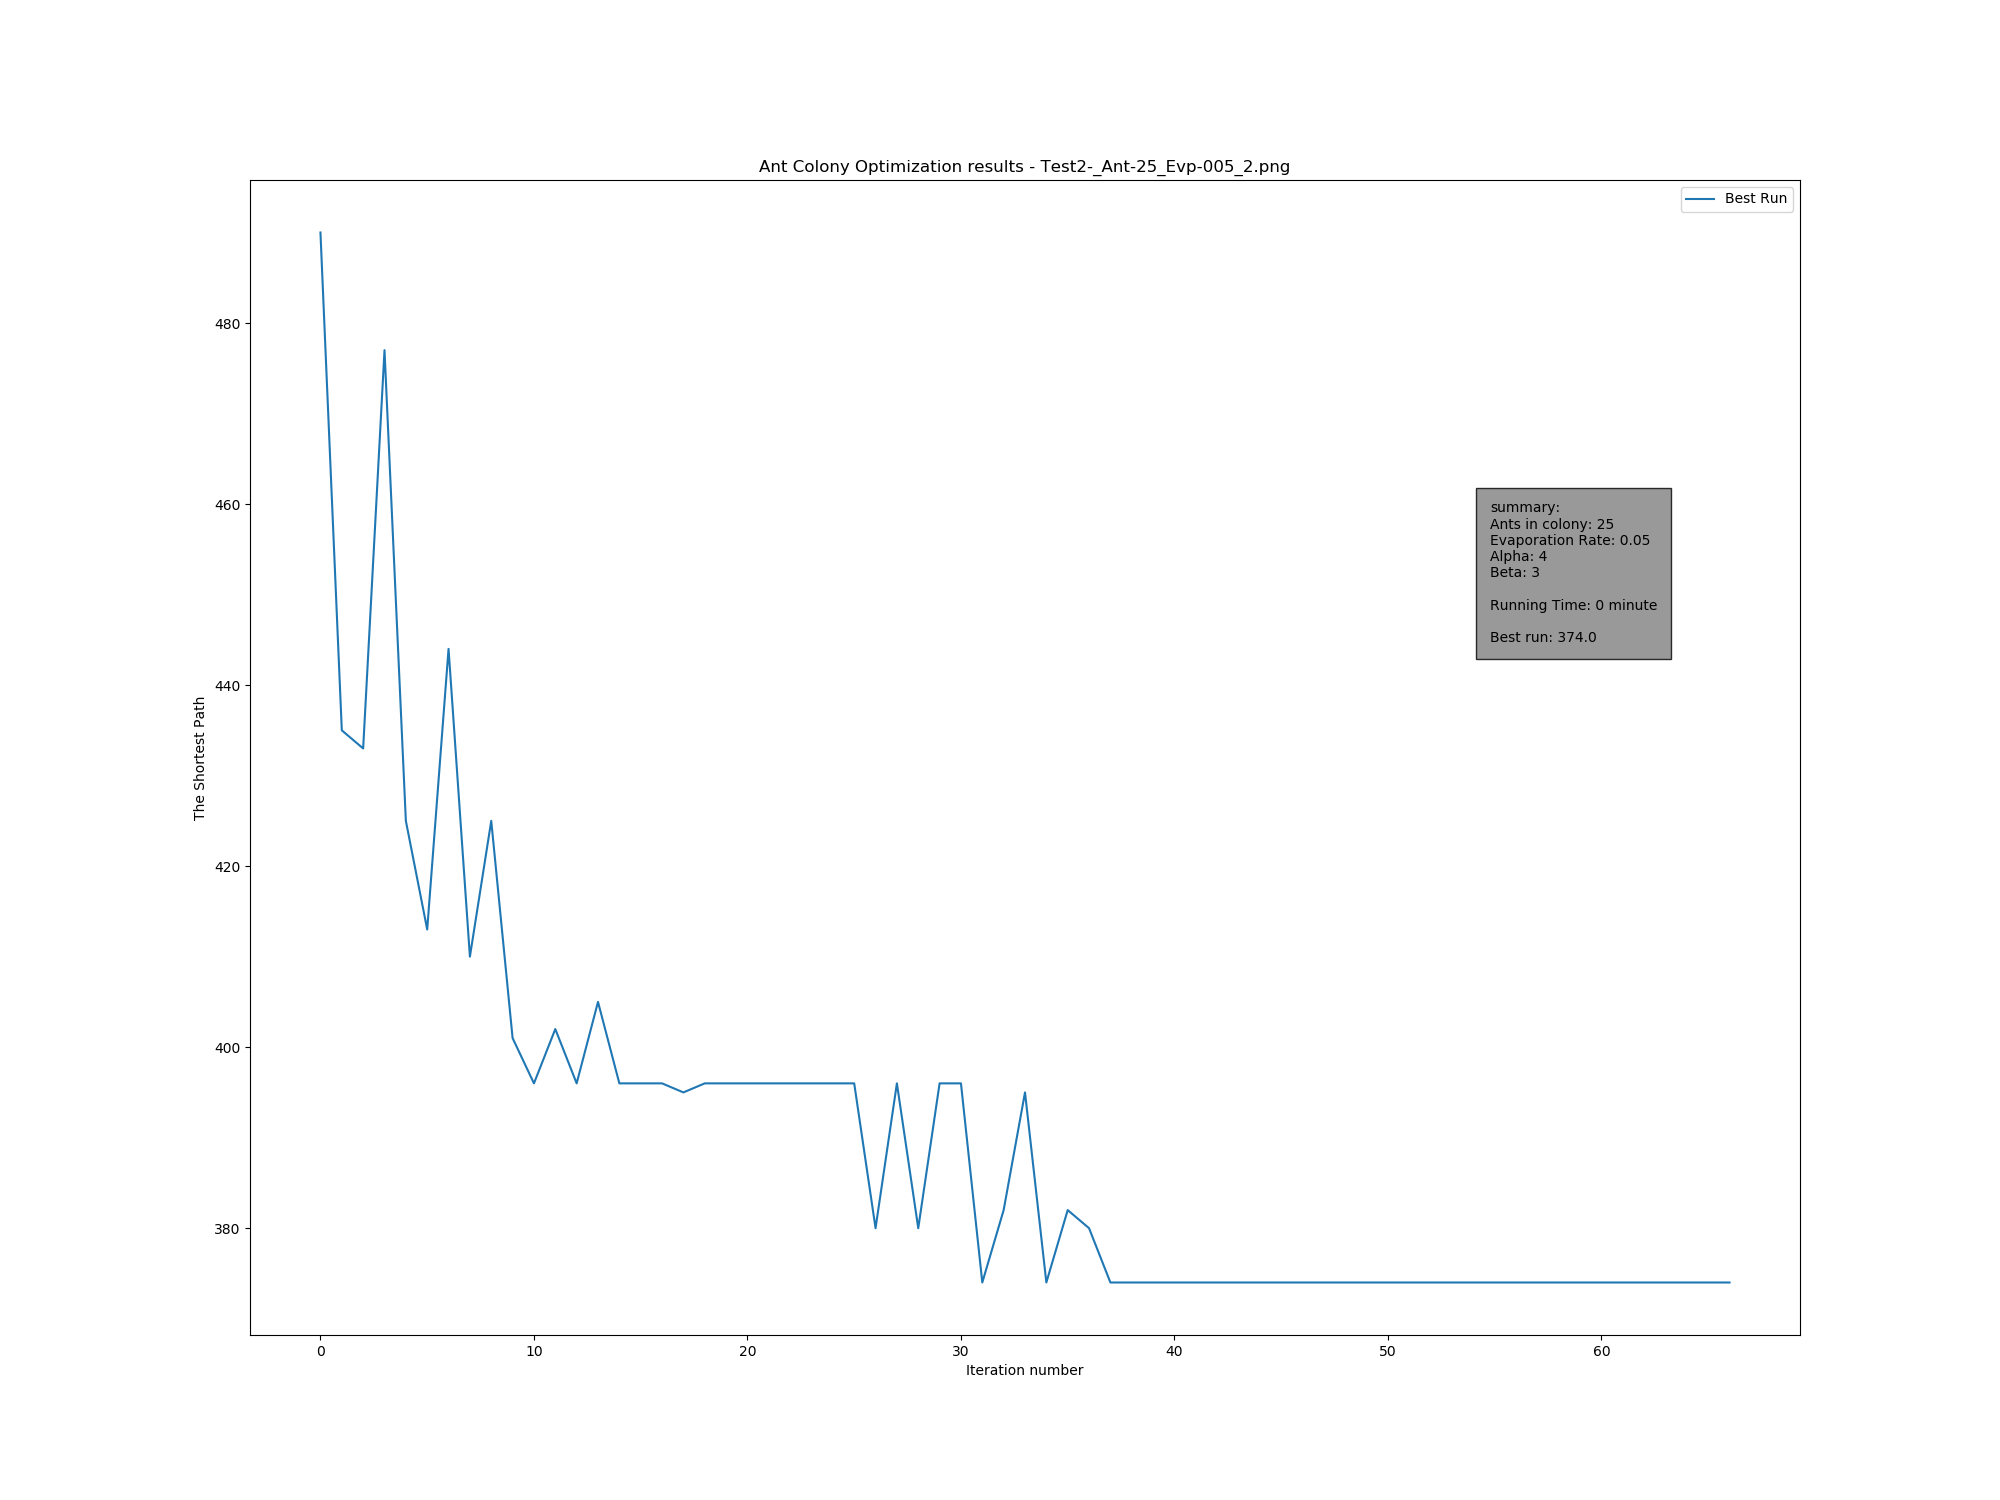 Ant Colony Optimization results - Test2-_Ant-25_Evp-005_2.png
Best Run
480
460
440
420
400
380
The Shortest Path
summary:
Ants in colony: 25
Evaporation Rate: 0.05
Alpha: 4
Beta: 3
Running Time: 0 minute
Best run: 374.0
0 10 20 30 40 50 60
Iteration number